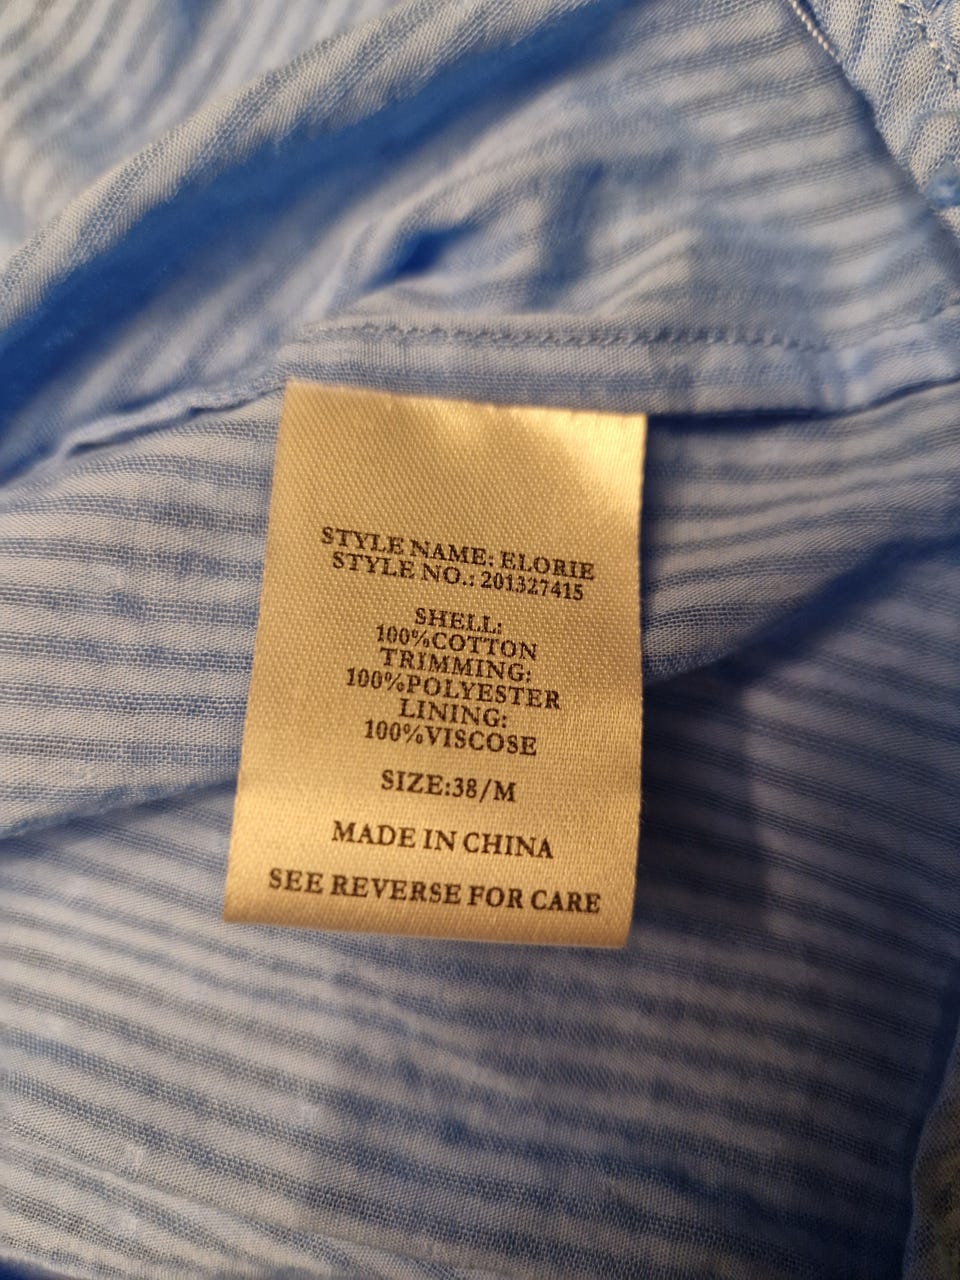 STYLE NAME: ELORIE
STYLE NO.: 201327415
SHELL:
100%COTTON
TRIMMING:
100%POLYESTER
LINING:
100%VISCOSE
SIZE:38/M
MADE IN CHINA
SEE REVERSE FOR CARE